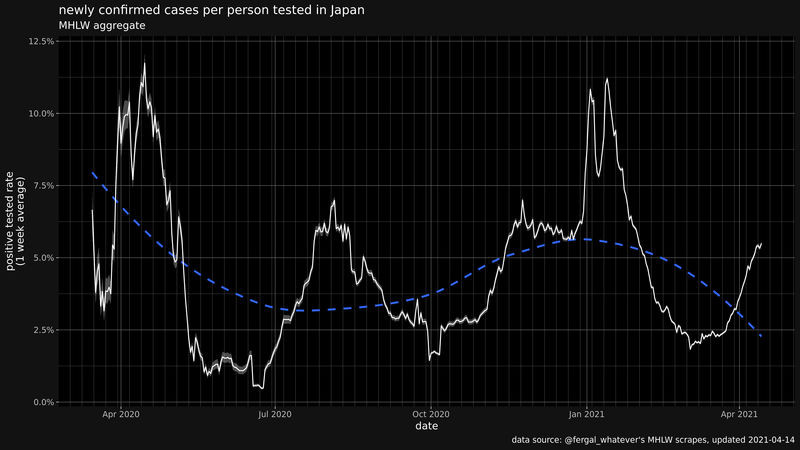 newly confirmed cases per person tested in Japan
MHLW aggregate
12.5%
10.0%
7.5%
5.0%
2.5%
0.0%
positive tested rate
(1 week average)
Apr 2020
Jul 2020
Oct 2020
Jan 2021
Apr 2021
date
data source: @fergal_whatever's MHLW scrapes, updated 2021-04-14